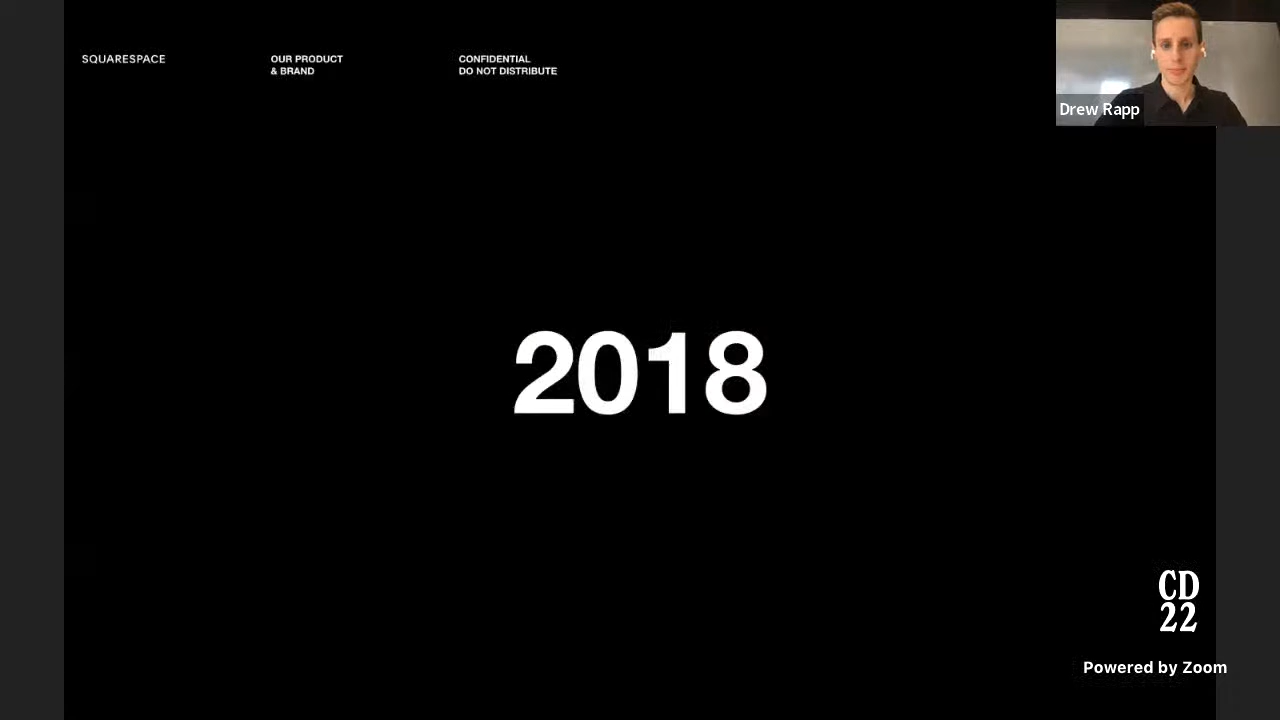 SQUARESPACE
OUR PRODUCT
& BRAND
CONFIDENTIAL
DO NOT DISTRIBUTE
Drew Rapp
2018
CD
22
Powered by Zoom